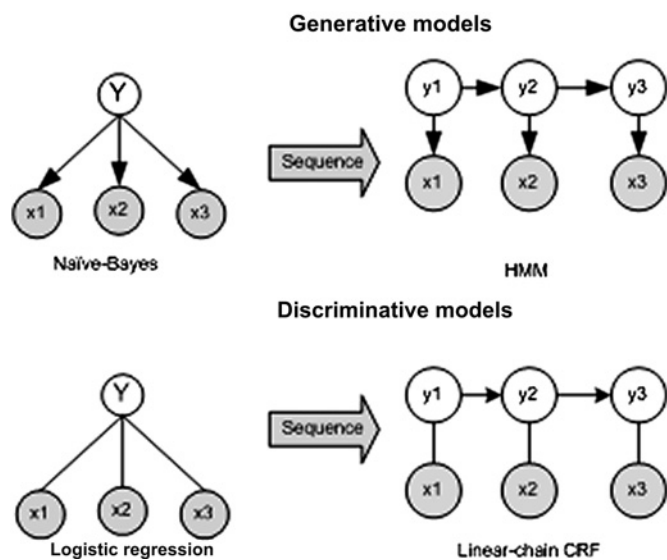 Generative models
Y
y1 y2 y3
Sequence
x1 x2 x3
x1 x2 x3
Naïve-Bayes
HMM
Discriminative models
Y
y1 y2 y3
Sequence
x1 x2 x3
x1 x2 x3
Logistic regression
Linear-chain CRF